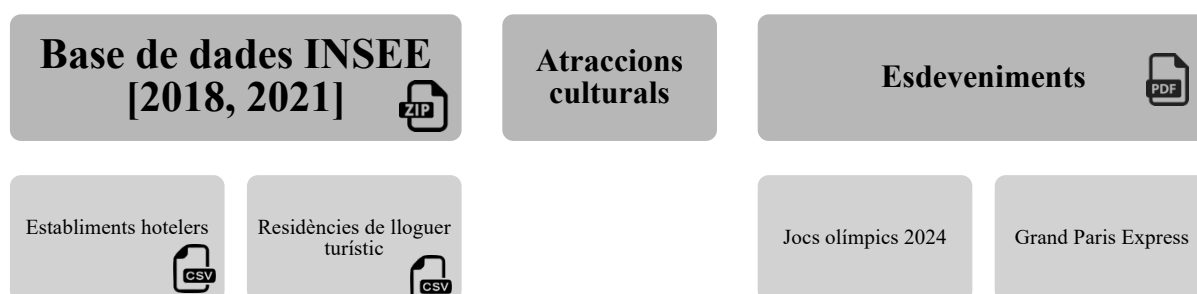 Base de dades INSEE
[2018, 2021]
ZIP
Atraccions
culturals
Esdeveniments
PDF
Establiments hotelers
CSV
Residències de lloguer
turístic
CSV
Jocs olímpics 2024
Grand Paris Express